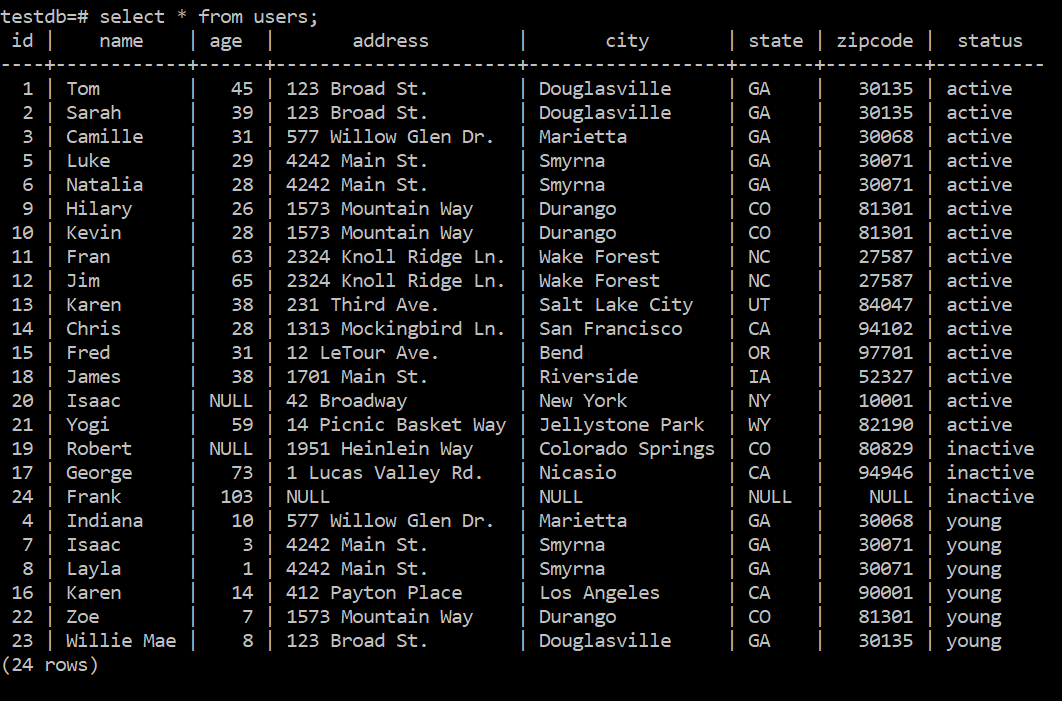 testdb=# select * from users;
 id |    name    | age  |       address        |       city       | state | zipcode |  status
----+------------+------+----------------------+------------------+-------+---------+----------
  1 | Tom        |   45 | 123 Broad St.        | Douglasville     | GA    |   30135 | active
  2 | Sarah      |   39 | 123 Broad St.        | Douglasville     | GA    |   30135 | active
  3 | Camille    |   31 | 577 Willow Glen Dr.  | Marietta         | GA    |   30068 | active
  5 | Luke       |   29 | 4242 Main St.        | Smyrna           | GA    |   30071 | active
  6 | Natalia    |   28 | 4242 Main St.        | Smyrna           | GA    |   30071 | active
  9 | Hilary     |   26 | 1573 Mountain Way    | Durango          | CO    |   81301 | active
 10 | Kevin      |   28 | 1573 Mountain Way    | Durango          | CO    |   81301 | active
 11 | Fran       |   63 | 2324 Knoll Ridge Ln. | Wake Forest      | NC    |   27587 | active
 12 | Jim        |   65 | 2324 Knoll Ridge Ln. | Wake Forest      | NC    |   27587 | active
 13 | Karen      |   38 | 231 Third Ave.       | Salt Lake City   | UT    |   84047 | active
 14 | Chris      |   28 | 1313 Mockingbird Ln. | San Francisco    | CA    |   94102 | active
 15 | Fred       |   31 | 12 LeTour Ave.       | Bend             | OR    |   97701 | active
 18 | James      |   38 | 1701 Main St.        | Riverside        | IA    |   52327 | active
 20 | Isaac      | NULL | 42 Broadway          | New York         | NY    |   10001 | active
 21 | Yogi       |   59 | 14 Picnic Basket Way | Jellystone Park  | WY    |   82190 | active
 19 | Robert     | NULL | 1951 Heinlein Way    | Colorado Springs | CO    |   80829 | inactive
 17 | George     |   73 | 1 Lucas Valley Rd.   | Nicasio          | CA    |   94946 | inactive
 24 | Frank      |  103 | NULL                 | NULL             | NULL  |    NULL | inactive
  4 | Indiana    |   10 | 577 Willow Glen Dr.  | Marietta         | GA    |   30068 | young
  7 | Isaac      |    3 | 4242 Main St.        | Smyrna           | GA    |   30071 | young
  8 | Layla      |    1 | 4242 Main St.        | Smyrna           | GA    |   30071 | young
 16 | Karen      |   14 | 412 Payton Place     | Los Angeles      | CA    |   90001 | young
 22 | Zoe        |    7 | 1573 Mountain Way    | Durango          | CO    |   81301 | young
 23 | Willie Mae |    8 | 123 Broad St.        | Douglasville     | GA    |   30135 | young
(24 rows)